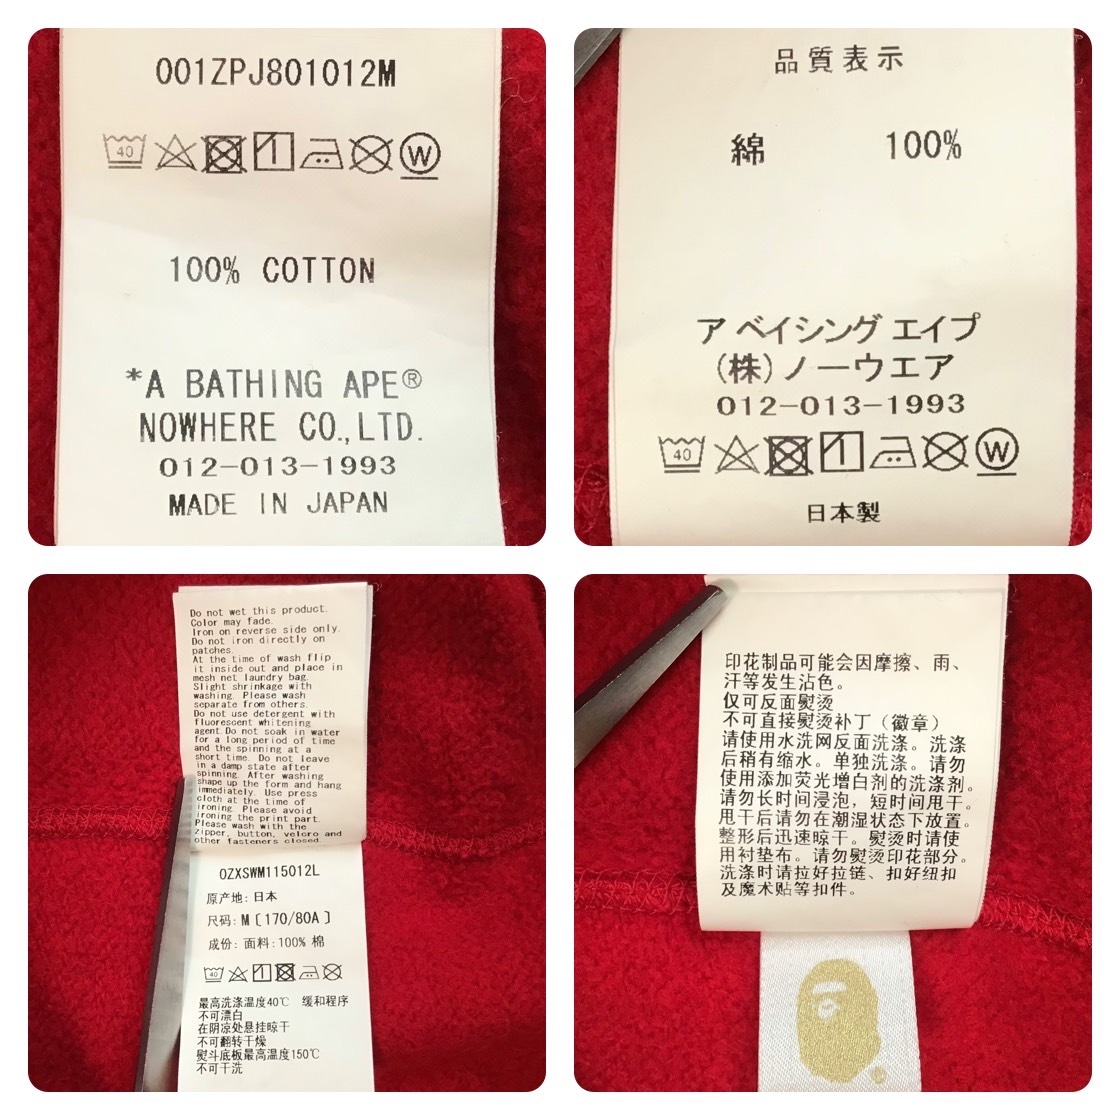 001ZPJ801012M
40 W
100% COTTON
*A BATHING APE®
NOWHERE CO.,LTD.
012-013-1993
MADE IN JAPAN
品質表示
綿 100%
ア ベイシング エイプ
(株)ノーウエア
012-013-1993
40 W
日本製
Do not wet this product.
Color may fade.
Iron on reverse side only.
Do not iron directly on
patches.
At the time of wash flip
it inside out and place in
mesh net laundry bag.
Slight shrinkage with
washing. Please wash
separate from others.
Do not use detergent with
fluorescent whitening
agent.Do not soak in water
for a long period of time
and the spinning at a
short time. Do not leave
in a damp state after
spinning. After washing
shape up the form and hang
immediately. Use press
cloth at the time of
ironing. Please avoid
ironing the print part.
Please wash with the
zipper, button, velcro and
other fasteners closed.
0ZXSWM115012L
原产地: 日本
尺码: M〔170/80A〕
成份: 面料: 100% 棉
40
最高洗涤温度40℃ 缓和程序
不可漂白
在阴凉处悬挂晾干
不可翻转干燥
熨斗底板最高温度150℃
不可干洗
印花制品可能会因摩擦、雨、
汗等发生沾色。
仅可反面熨烫
不可直接熨烫补丁（徽章）
请使用水洗网反面洗涤。洗涤
后稍有缩水。单独洗涤。请勿
使用添加荧光增白剂的洗涤剂。
请勿长时间浸泡，短时间甩干。
甩干后请勿在潮湿状态下放置。
整形后迅速晾干。熨烫时请使
用衬垫布。请勿熨烫印花部分。
洗涤时请拉好拉链、扣好纽扣
及魔术贴等扣件。